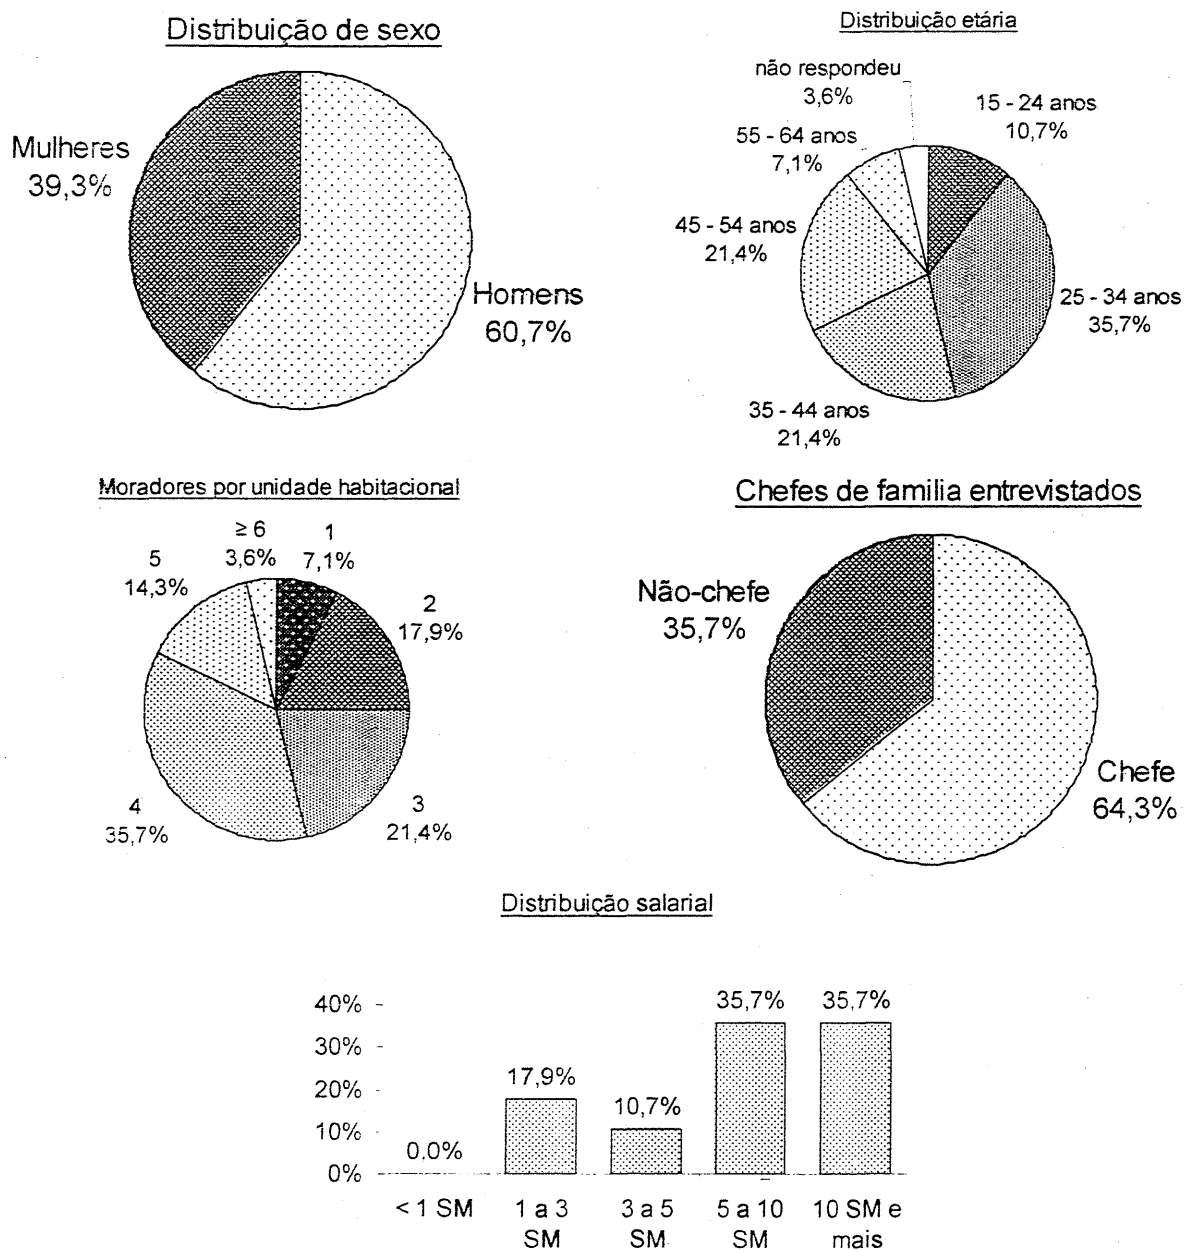 Distribuição de sexo
Mulheres
39,3%
Homens
60,7%
Distribuição etária
não respondeu
3,6%
15 - 24 anos
10,7%
55 - 64 anos
7,1%
45 - 54 anos
21,4%
25 - 34 anos
35,7%
35 - 44 anos
21,4%
Moradores por unidade habitacional
≥ 6
3,6%
1
7,1%
5
14,3%
2
17,9%
4
35,7%
3
21,4%
Chefes de familia entrevistados
Não-chefe
35,7%
Chefe
64,3%
Distribuição salarial
40%
30%
20%
10%
0%
0,0%
17,9%
10,7%
35,7%
35,7%
< 1 SM
1 a 3
SM
3 a 5
SM
5 a 10
SM
10 SM e
mais